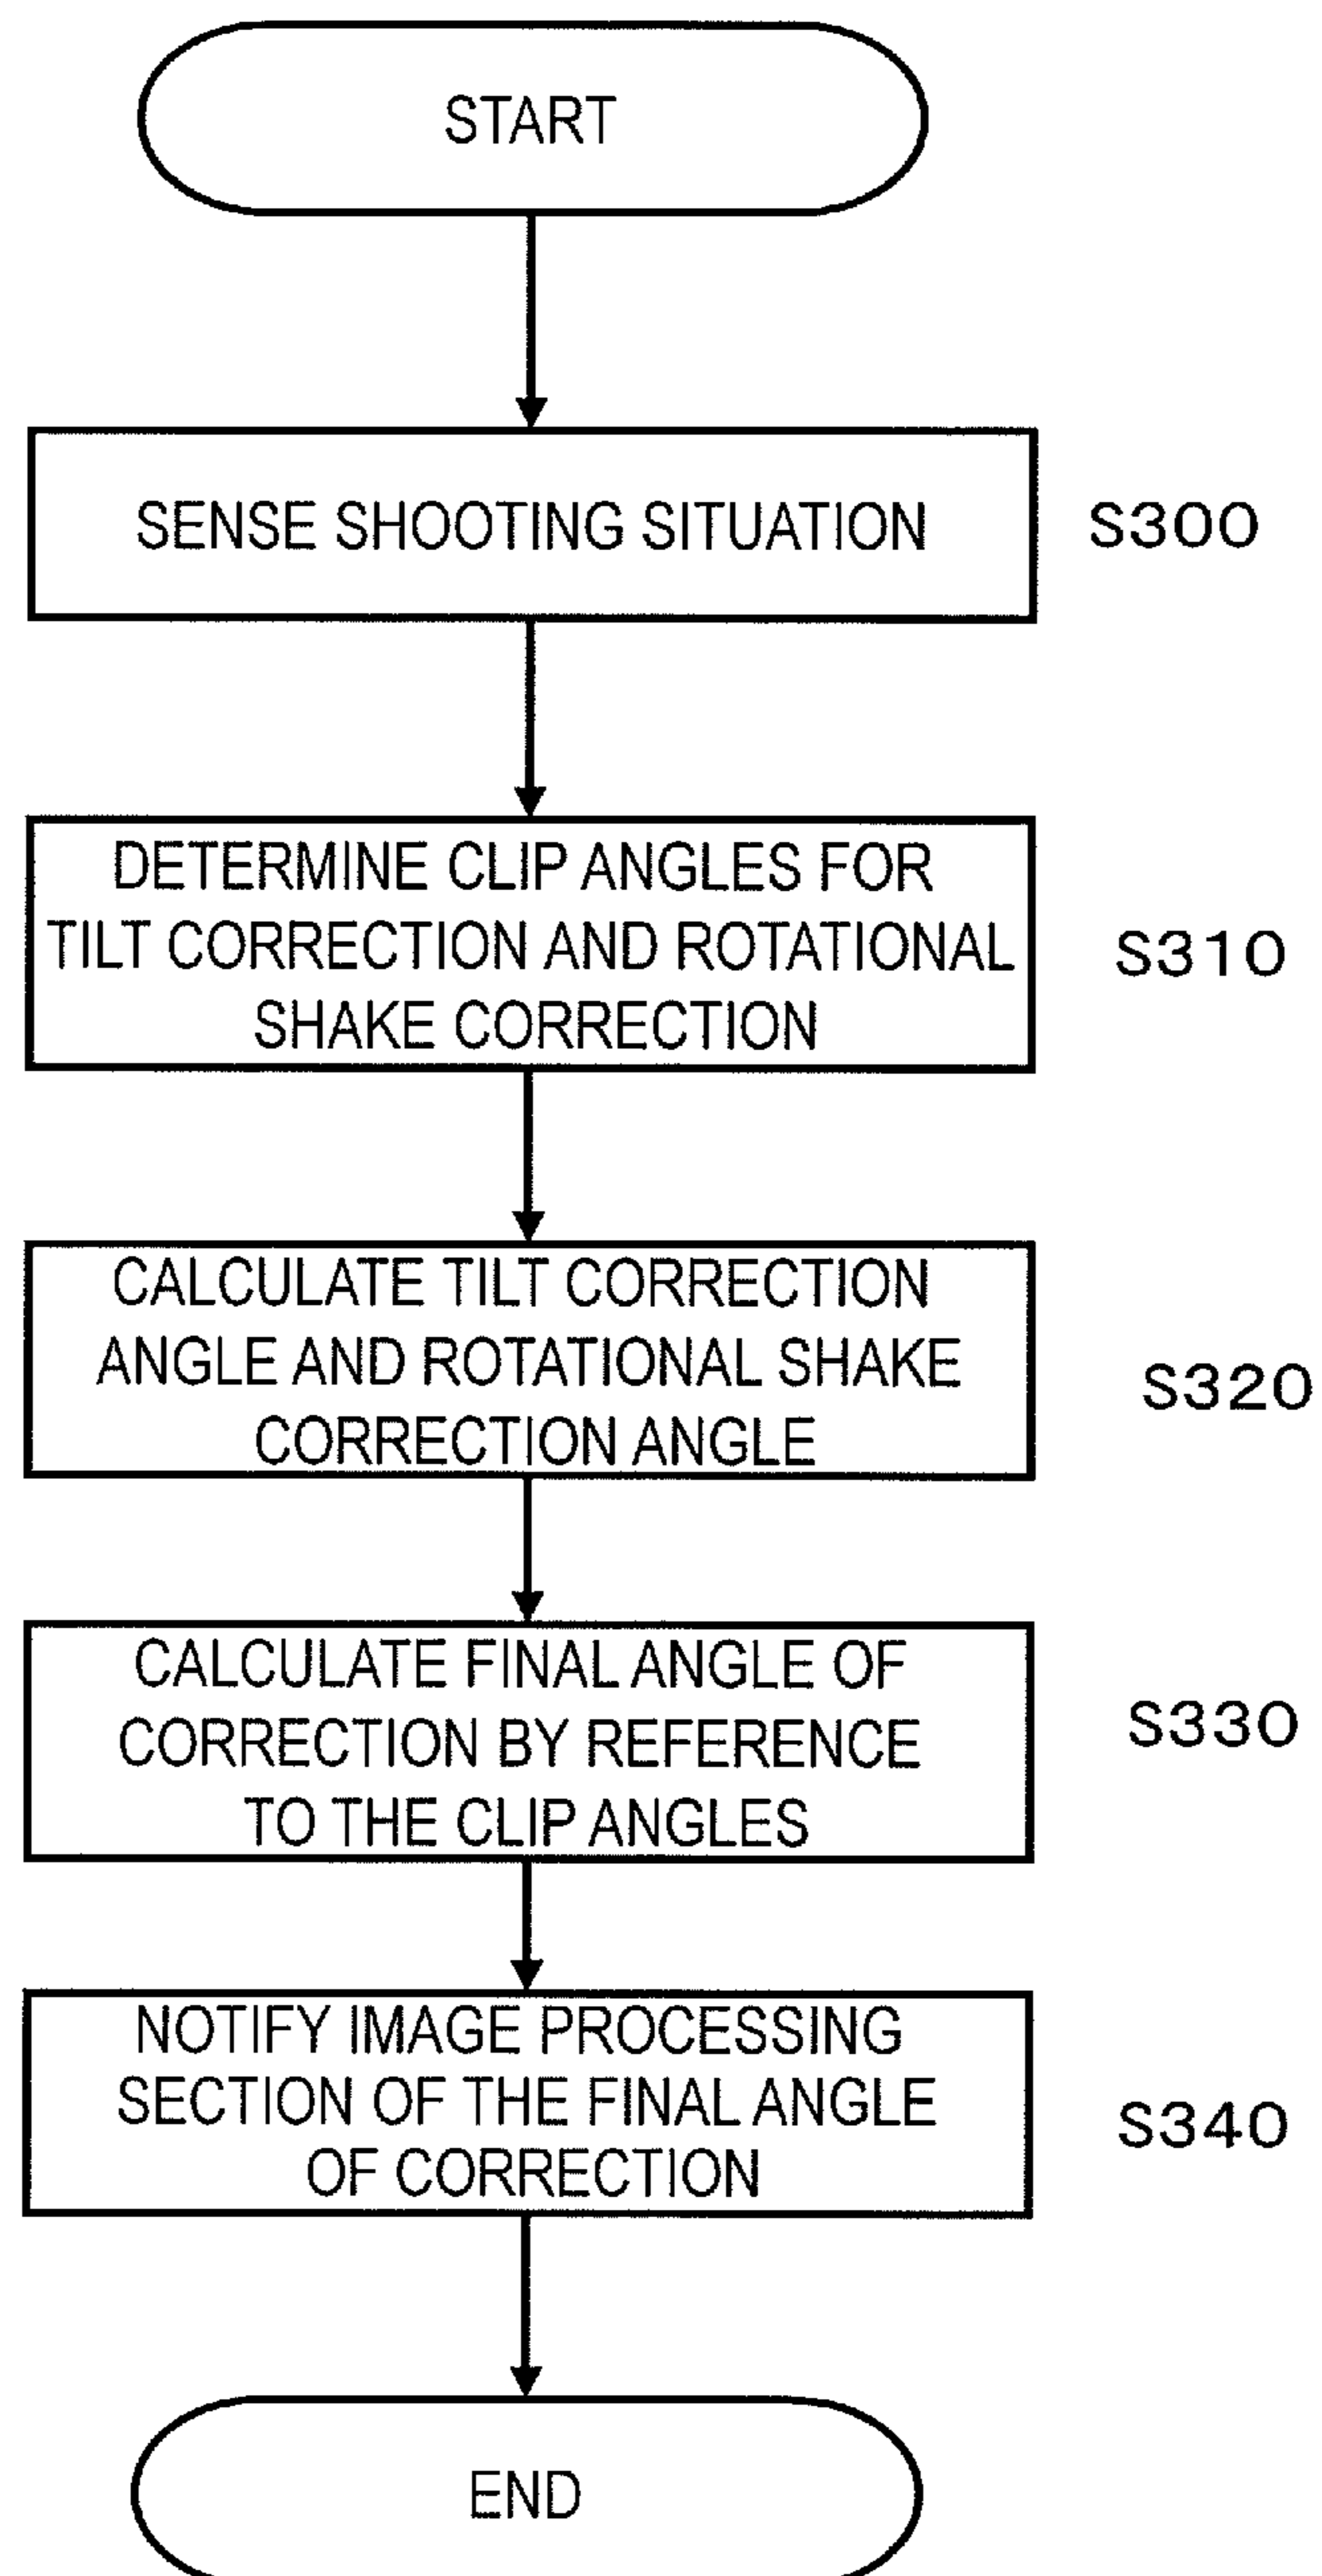 START
SENSE SHOOTING SITUATION
S300
DETERMINE CLIP ANGLES FOR
TILT CORRECTION AND ROTATIONAL
SHAKE CORRECTION
S310
CALCULATE TILT CORRECTION
ANGLE AND ROTATIONAL SHAKE
CORRECTION ANGLE
S320
CALCULATE FINAL ANGLE OF
CORRECTION BY REFERENCE
TO THE CLIP ANGLES
S330
NOTIFY IMAGE PROCESSING
SECTION OF THE FINAL ANGLE
OF CORRECTION
S340
END